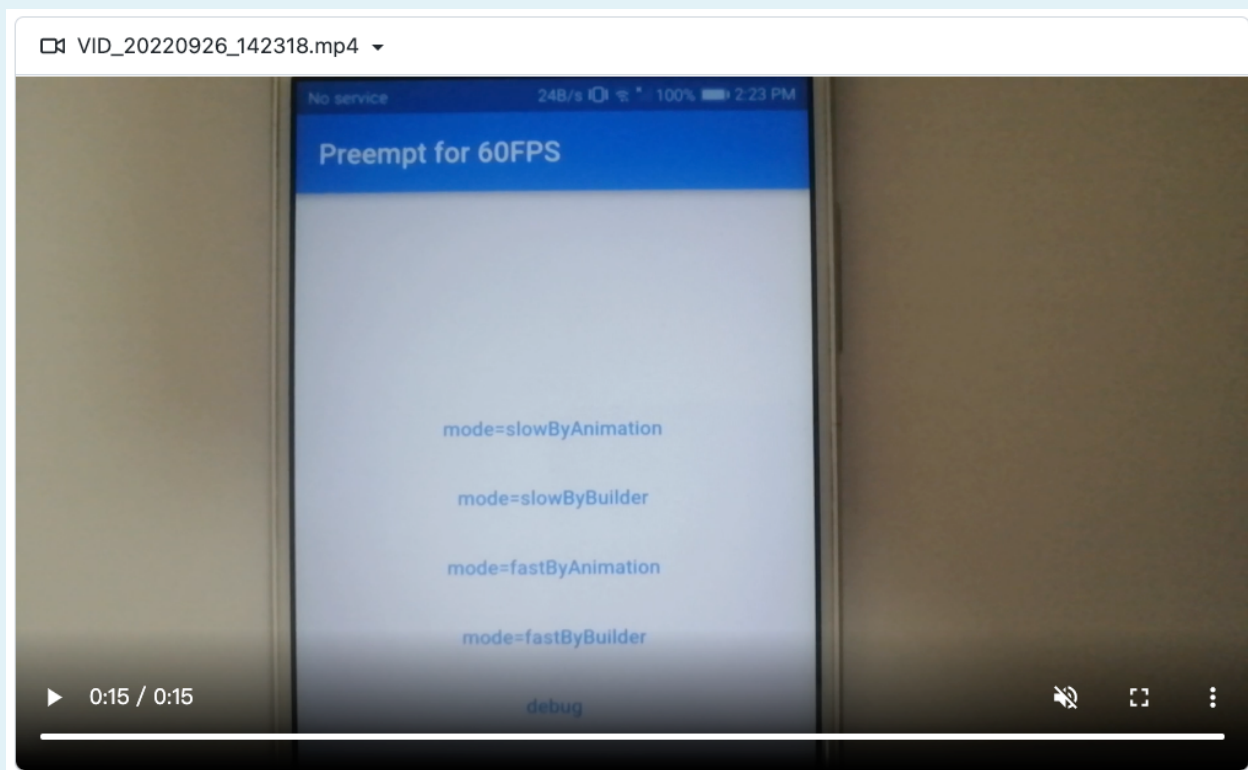 VID_20220926_142318.mp4
No service 24B/s 100% 2:23 PM
Preempt for 60FPS
mode=slowByAnimation
mode=slowByBuilder
mode=fastByAnimation
mode=fastByBuilder
debug
0:15 / 0:15